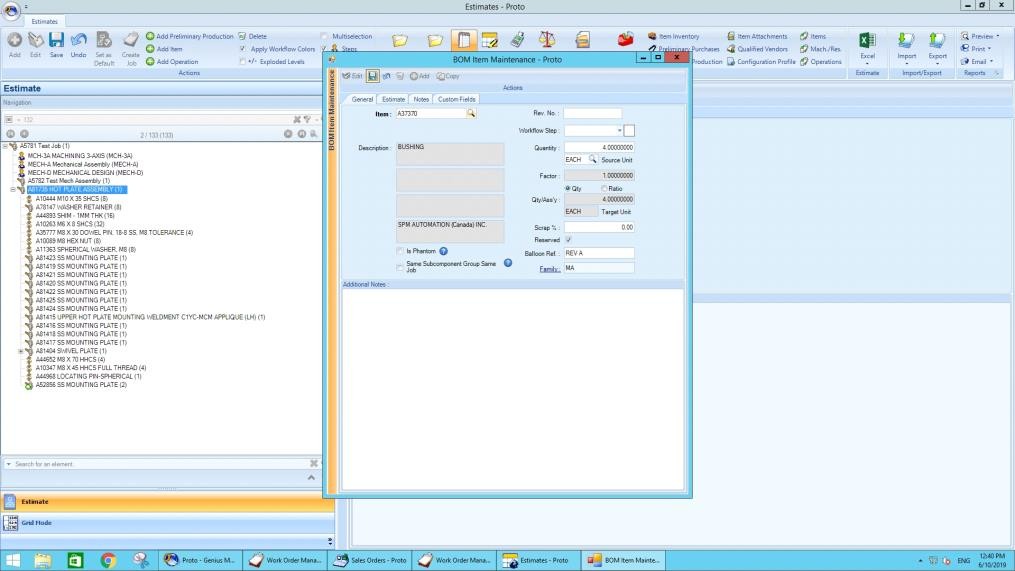 Estimates - Proto
Estimates
Add
Edit
Save
Undo
Set as Default
Create Job
Add Preliminary Production
Add Item
Add Operation
Delete
Apply Workflow Colors
+/- Exploded Levels
Multiselection
Steps
Actions
Item Inventory
Preliminary Purchases
Production
Item Attachments
Qualified Vendors
Configuration Profile
Items
Mach./Res.
Operations
Excel
Estimate
Import
Export
Import/Export
Preview
Print
Email
Reports
Estimate
Navigation
= - 132
2 / 133 (133)
A5781 Test Job (1)
MCH-3A MACHINING 3-AXIS (MCH-3A)
MECH-A Mechanical Assembly (MECH-A)
MECH-D MECHANICAL DESIGN (MECH-D)
A5782 Test Mech Assembly (1)
A81735 HOT PLATE ASSEMBLY (1)
A10444 M10 X 35 SHCS (8)
A78147 WASHER RETAINER (8)
A44893 SHIM - 1MM THK (16)
A10263 M6 X 8 SHCS (32)
A35777 M8 X 30 DOWEL PIN. 18-8 SS, M8 TOLERANCE (4)
A10089 M8 HEX NUT (8)
A11363 SPHERICAL WASHER, M8 (8)
A81423 SS MOUNTING PLATE (1)
A81419 SS MOUNTING PLATE (1)
A81421 SS MOUNTING PLATE (1)
A81420 SS MOUNTING PLATE (1)
A81422 SS MOUNTING PLATE (1)
A81425 SS MOUNTING PLATE (1)
A81424 SS MOUNTING PLATE (1)
A81415 UPPER HOT PLATE MOUNTING WELDMENT C1YC-MCM APPLIQUE (LH) (1)
A81416 SS MOUNTING PLATE (1)
A81418 SS MOUNTING PLATE (1)
A81417 SS MOUNTING PLATE (1)
A81404 SWIVEL PLATE (1)
A44652 M8 X 70 HHCS (4)
A10347 M8 X 45 HHCS FULL THREAD (4)
A44968 LOCATING PIN-SPHERICAL (1)
A52856 SS MOUNTING PLATE (2)
Search for an element.
Estimate
Grid Mode
BOM Item Maintenance - Proto
BOM Item Maintenance
Edit
Add
Copy
Actions
General
Estimate
Notes
Custom Fields
Item :
A37370
Description :
BUSHING
SPM AUTOMATION (Canada) INC.
Is Phantom
Same Subcomponent Group Same Job
Rev. No. :
Workflow Step :
Quantity :
4.00000000
EACH
Source Unit
Factor :
1.00000000
Qty
Ratio
Qty/Ass'y :
4.00000000
EACH
Target Unit
Scrap % :
0.00
Reserved
Balloon Ref. :
REV A
Family :
MA
Additional Notes :
Proto - Genius M...
Work Order Mana...
Sales Orders - Proto
Work Order Mana...
Estimates - Proto
BOM Item Mainte...
ENG
12:40 PM
6/10/2019